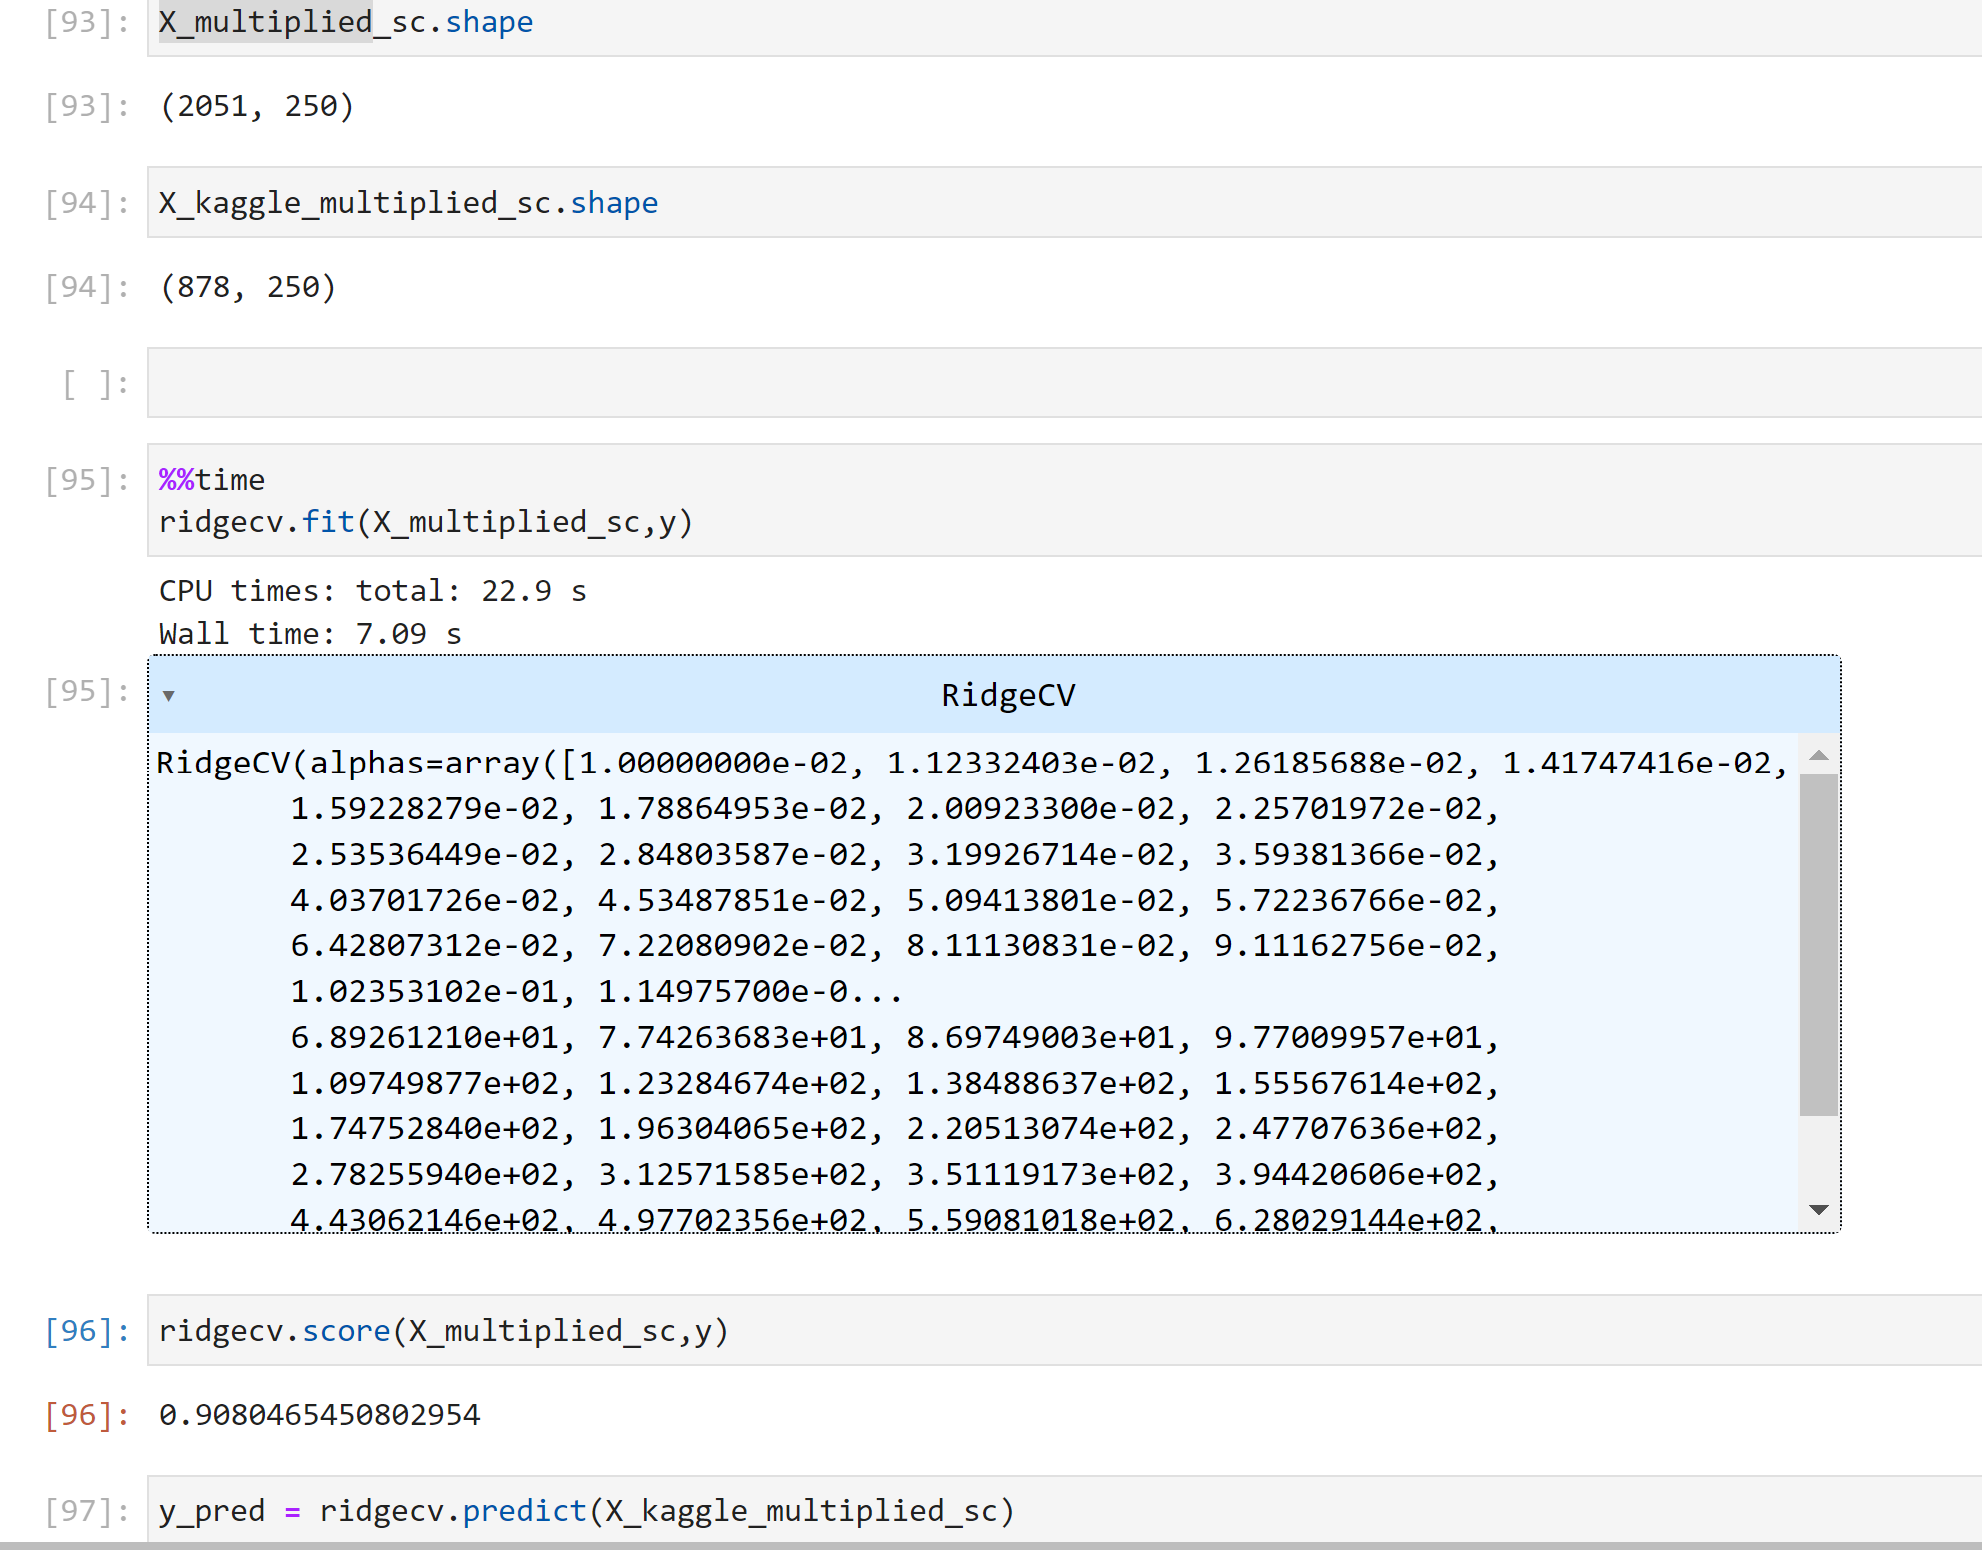 [93]: X_multiplied_sc.shape
[93]: (2051, 250)
[94]: X_kaggle_multiplied_sc.shape
[94]: (878, 250)
[ ]:
[95]: %%time
ridgecv.fit(X_multiplied_sc,y)
CPU times: total: 22.9 s
Wall time: 7.09 s
[95]: ▾ RidgeCV
RidgeCV(alphas=array([1.00000000e-02, 1.12332403e-02, 1.26185688e-02, 1.41747416e-02,
1.59228279e-02, 1.78864953e-02, 2.00923300e-02, 2.25701972e-02,
2.53536449e-02, 2.84803587e-02, 3.19926714e-02, 3.59381366e-02,
4.03701726e-02, 4.53487851e-02, 5.09413801e-02, 5.72236766e-02,
6.42807312e-02, 7.22080902e-02, 8.11130831e-02, 9.11162756e-02,
1.02353102e-01, 1.14975700e-0...
6.89261210e+01, 7.74263683e+01, 8.69749003e+01, 9.77009957e+01,
1.09749877e+02, 1.23284674e+02, 1.38488637e+02, 1.55567614e+02,
1.74752840e+02, 1.96304065e+02, 2.20513074e+02, 2.47707636e+02,
2.78255940e+02, 3.12571585e+02, 3.51119173e+02, 3.94420606e+02,
4.43062146e+02, 4.97702356e+02, 5.59081018e+02, 6.28029144e+02,
[96]: ridgecv.score(X_multiplied_sc,y)
[96]: 0.9080465450802954
[97]: y_pred = ridgecv.predict(X_kaggle_multiplied_sc)